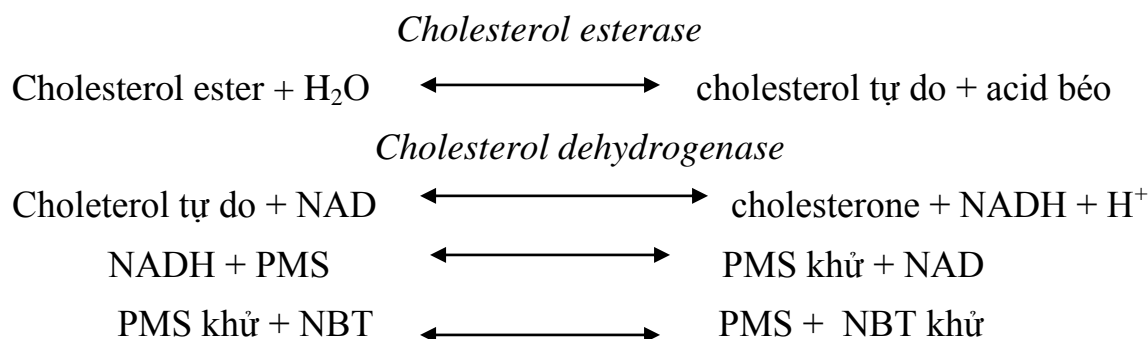 Cholesterol esterase
Cholesterol ester + H₂O cholesterol tự do + acid béo
Cholesterol dehydrogenase
Choleterol tự do + NAD cholesterone + NADH + H⁺
NADH + PMS PMS khử + NAD
PMS khử + NBT PMS + NBT khử